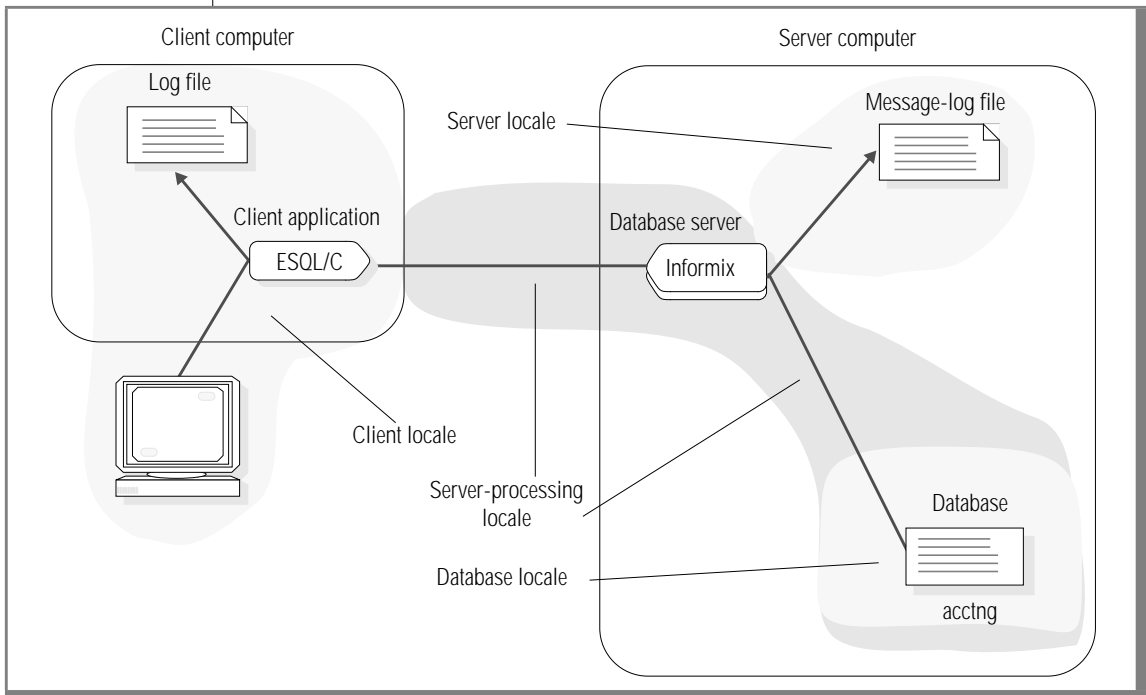 Client computer
Server computer
Log file
Message-log file
Server locale
Client application
Database server
ESQL/C
Informix
Client locale
Server-processing
locale
Database
Database locale
acctng